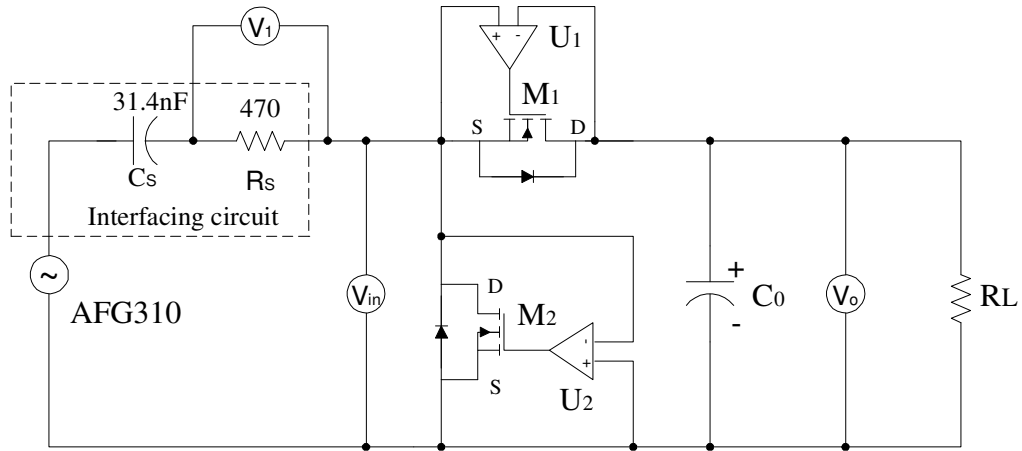 V1
+ - U1
31.4nF 470
M1
S D
Cs Rs
Interfacing circuit
~
AFG310
Vin
D
M2
-
+
S
U2
+
C0
-
Vo
RL